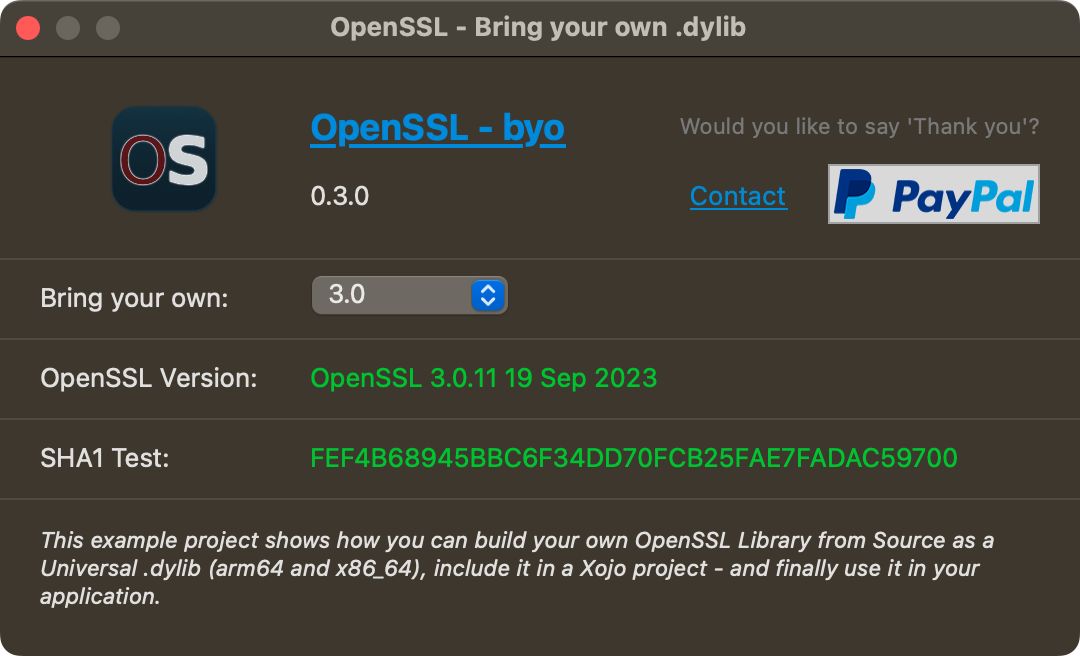 OpenSSL - Bring your own .dylib
OS
OpenSSL - byo
Would you like to say 'Thank you'?
0.3.0
Contact
PayPal
Bring your own:
3.0
OpenSSL Version:
OpenSSL 3.0.11 19 Sep 2023
SHA1 Test:
FEF4B68945BBC6F34DD70FCB25FAE7FADAC59700
This example project shows how you can build your own OpenSSL Library from Source as a
Universal .dylib (arm64 and x86_64), include it in a Xojo project - and finally use it in your
application.